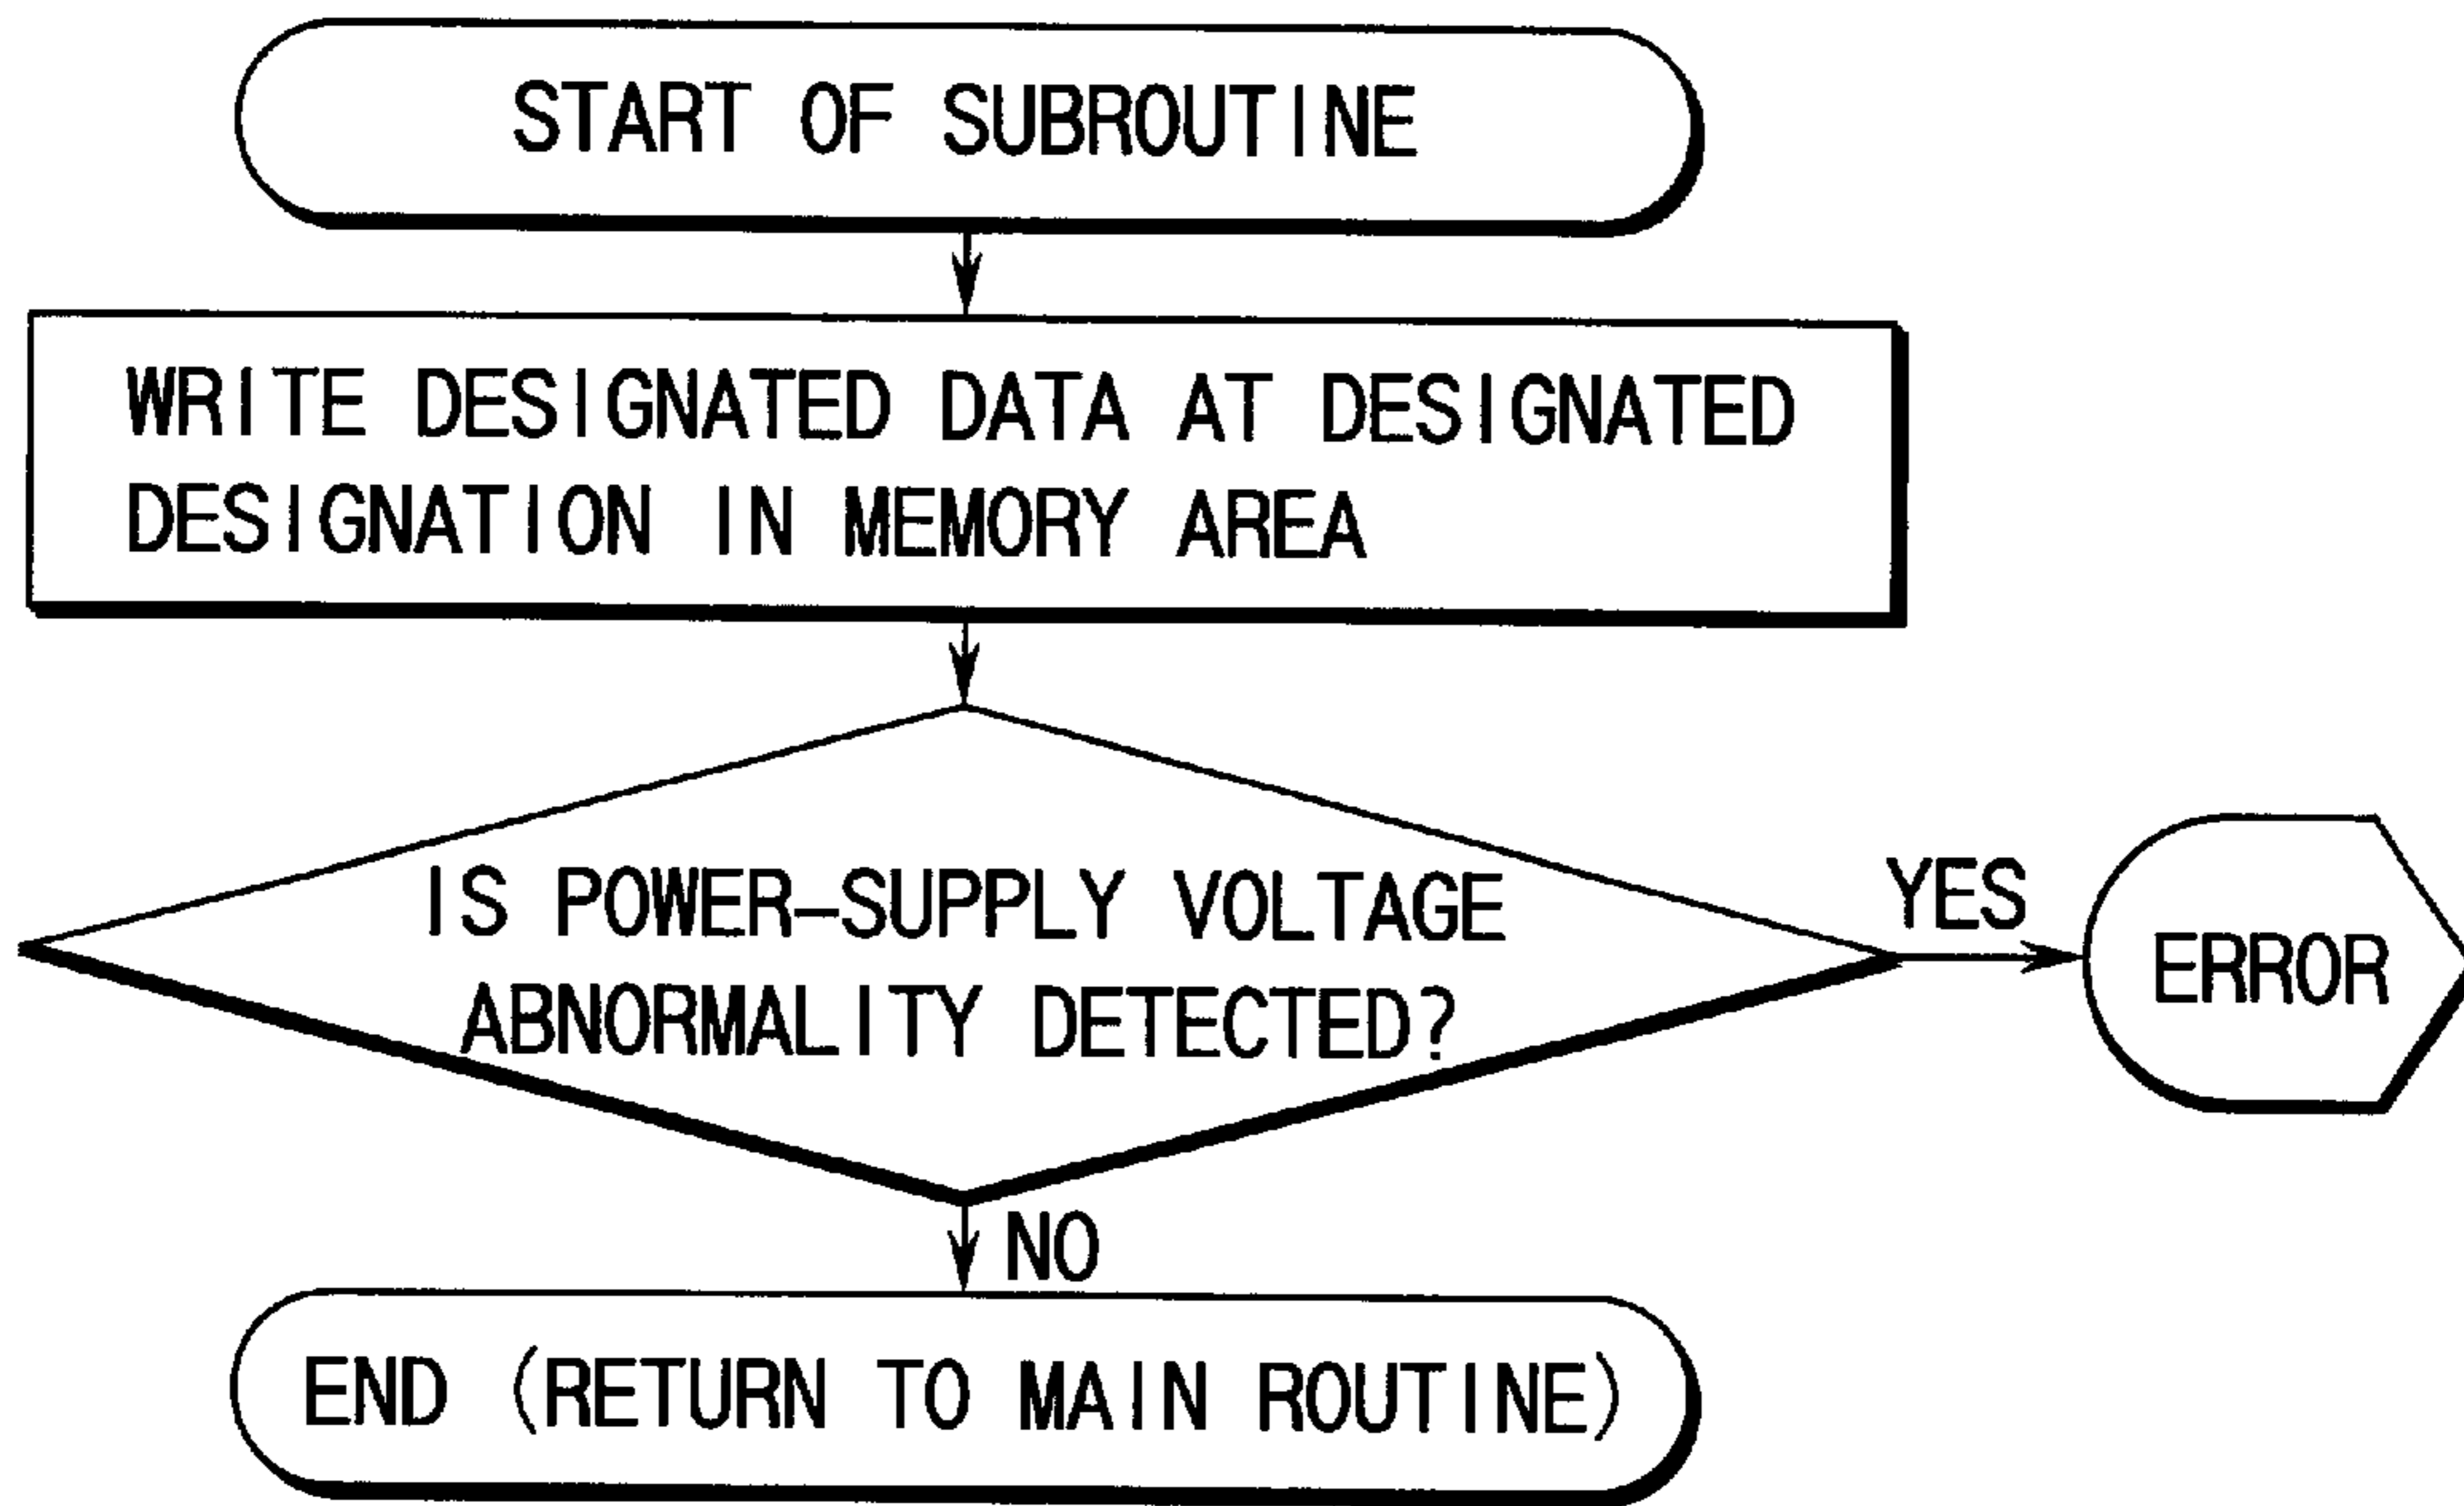 START OF SUBROUTINE
WRITE DESIGNATED DATA AT DESIGNATED
DESIGNATION IN MEMORY AREA
IS POWER-SUPPLY VOLTAGE
ABNORMALITY DETECTED?
YES
ERROR
NO
END (RETURN TO MAIN ROUTINE)